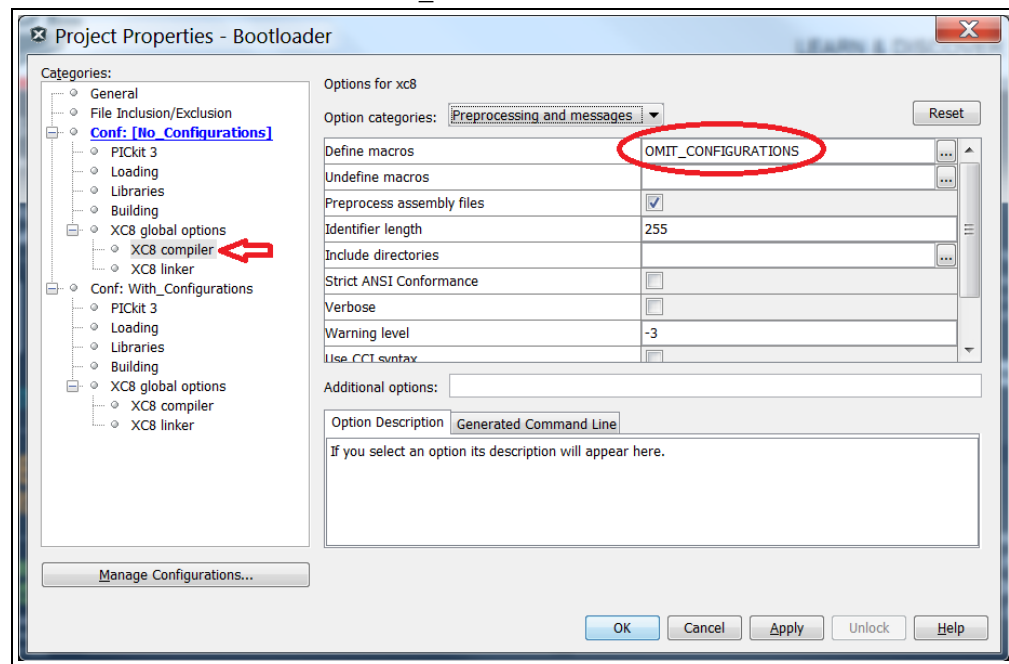 Project Properties - Bootloader
Categories:
General
File Inclusion/Exclusion
Conf: [No_Configurations]
PICkit 3
Loading
Libraries
Building
XC8 global options
XC8 compiler
XC8 linker
Conf: With_Configurations
PICkit 3
Loading
Libraries
Building
XC8 global options
XC8 compiler
XC8 linker
Manage Configurations...
Options for xc8
Option categories: Preprocessing and messages Reset
Define macros OMIT_CONFIGURATIONS ...
Undefine macros ...
Preprocess assembly files
Identifier length 255
Include directories ...
Strict ANSI Conformance
Verbose
Warning level -3
Use CCI syntax
Additional options:
Option Description Generated Command Line
If you select an option its description will appear here.
OK Cancel Apply Unlock Help